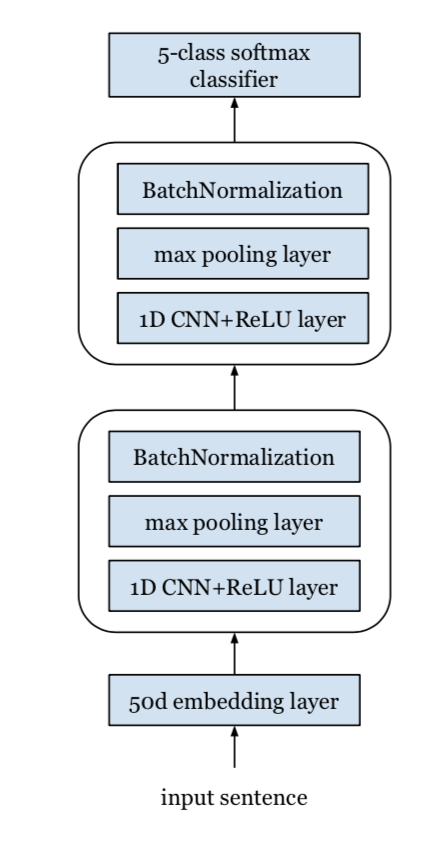 5-class softmax
classifier
BatchNormalization
max pooling layer
1D CNN+ReLU layer
BatchNormalization
max pooling layer
1D CNN+ReLU layer
50d embedding layer
input sentence